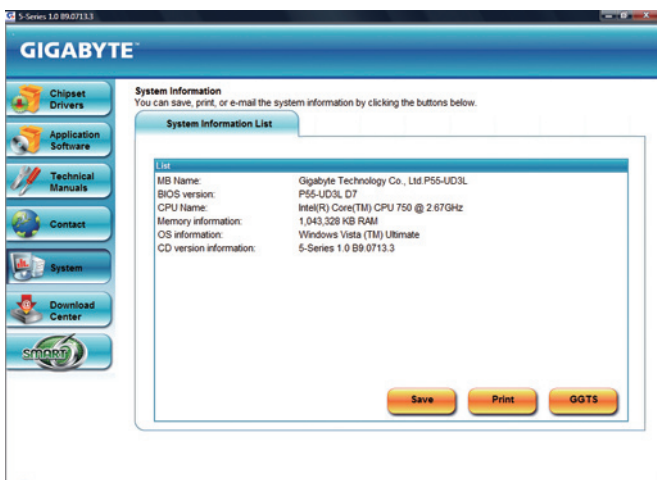 5-Series 1.0 B9.0713.3
GIGABYTE™
Chipset
Drivers
Application
Software
Technical
Manuals
Contact
System
Download
Center
SMART6
System Information
You can save, print, or e-mail the system information by clicking the buttons below.
System Information List
List
MB Name: Gigabyte Technology Co., Ltd.P55-UD3L
BIOS version: P55-UD3L D7
CPU Name: Intel(R) Core(TM) CPU 750 @ 2.67GHz
Memory information: 1,043,328 KB RAM
OS information: Windows Vista (TM) Ultimate
CD version information: 5-Series 1.0 B9.0713.3
Save Print GGTS